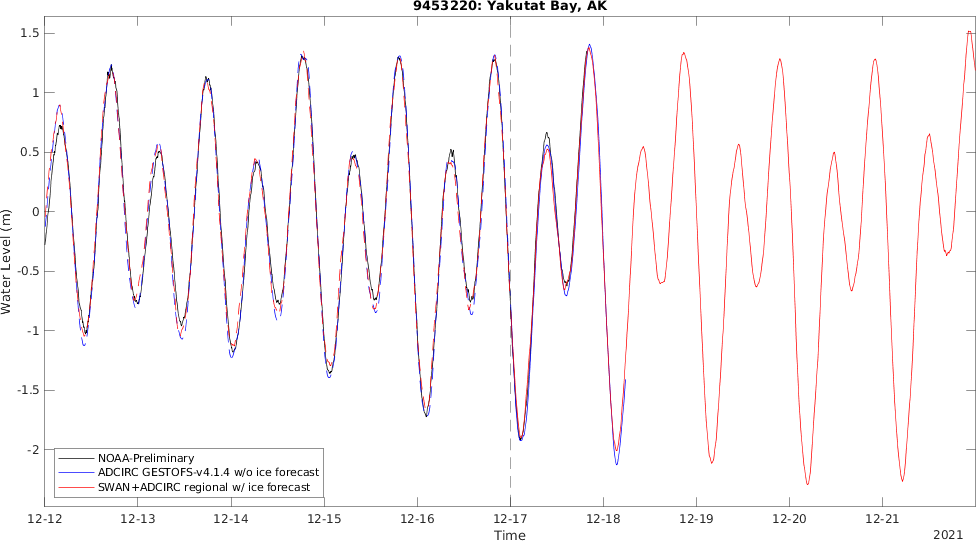 9453220: Yakutat Bay, AK
1.5
1
0.5
0
-0.5
-1
-1.5
-2
Water Level (m)
NOAA-Preliminary
ADCIRC GESTOFS-v4.1.4 w/o ice forecast
SWAN+ADCIRC regional w/ ice forecast
12-12 12-13 12-14 12-15 12-16 12-17 12-18 12-19 12-20 12-21
Time
2021